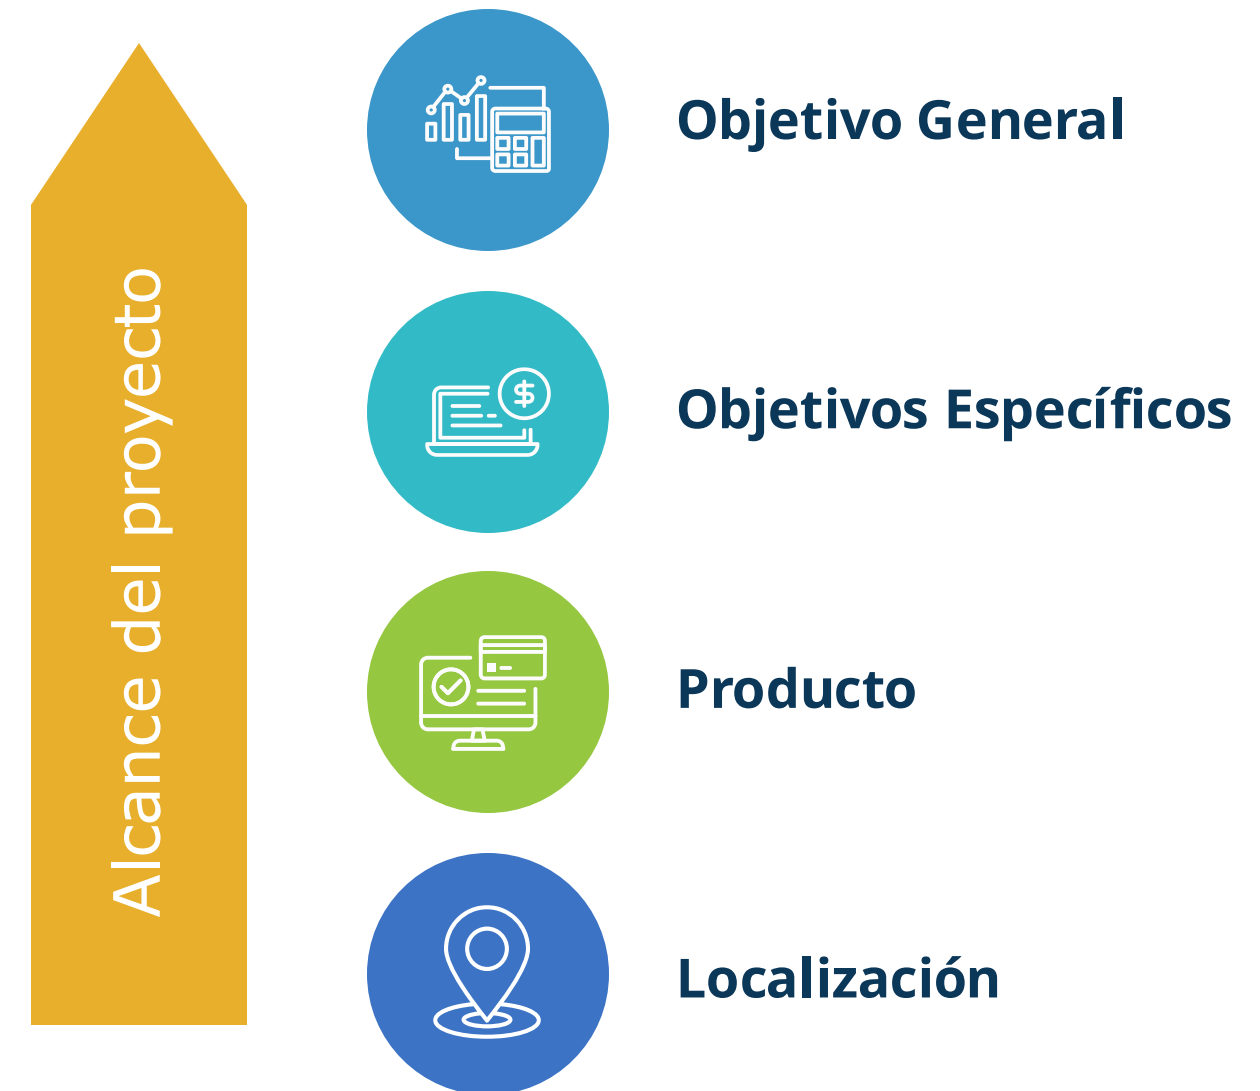 Alcance del proyecto
Objetivo General
Objetivos Específicos
Producto
Localización